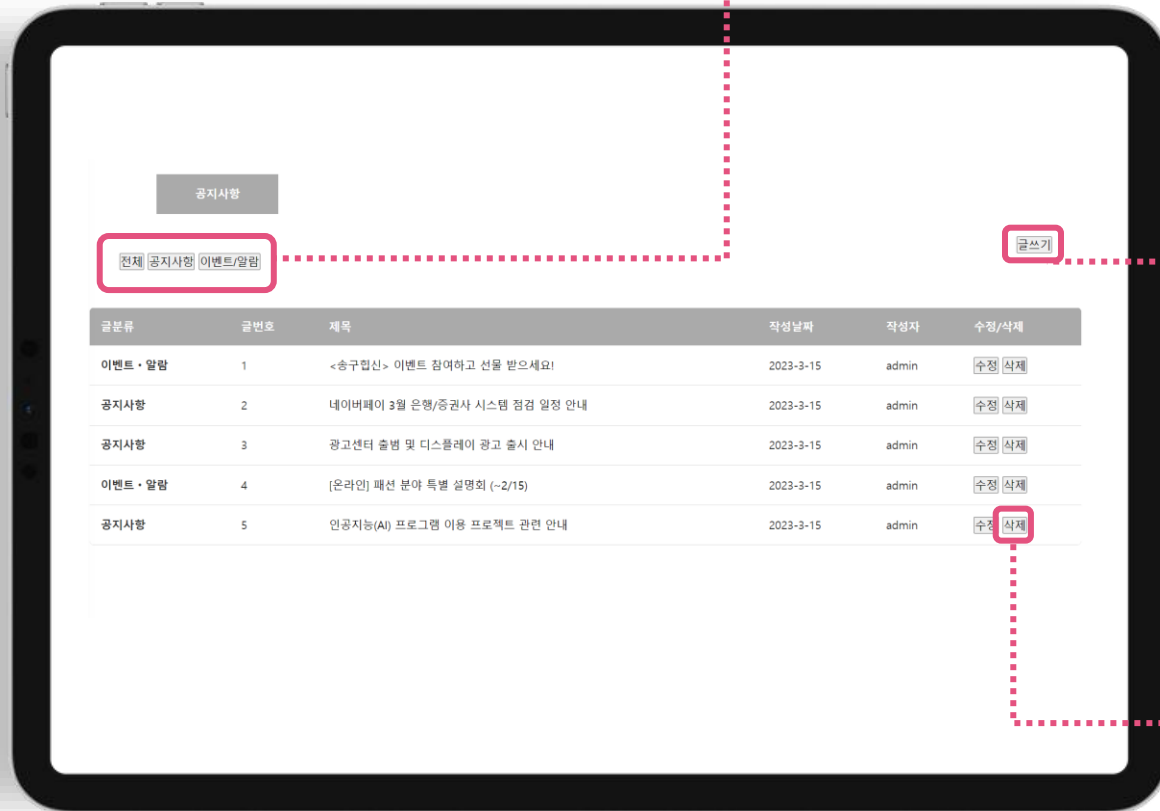 공지사항
글쓰기
전체 공지사항 이벤트/알람
글분류 글번호 제목 작성날짜 작성자 수정/삭제
이벤트・알람 1 <송구힙신> 이벤트 참여하고 선물 받으세요! 2023-3-15 admin 수정 삭제
공지사항 2 네이버페이 3월 은행/증권사 시스템 점검 일정 안내 2023-3-15 admin 수정 삭제
공지사항 3 광고센터 출범 및 디스플레이 광고 출시 안내 2023-3-15 admin 수정 삭제
이벤트・알람 4 [온라인] 패션 분야 특별 설명회 (~2/15) 2023-3-15 admin 수정 삭제
공지사항 5 인공지능(AI) 프로그램 이용 프로젝트 관련 안내 2023-3-15 admin 수정 삭제